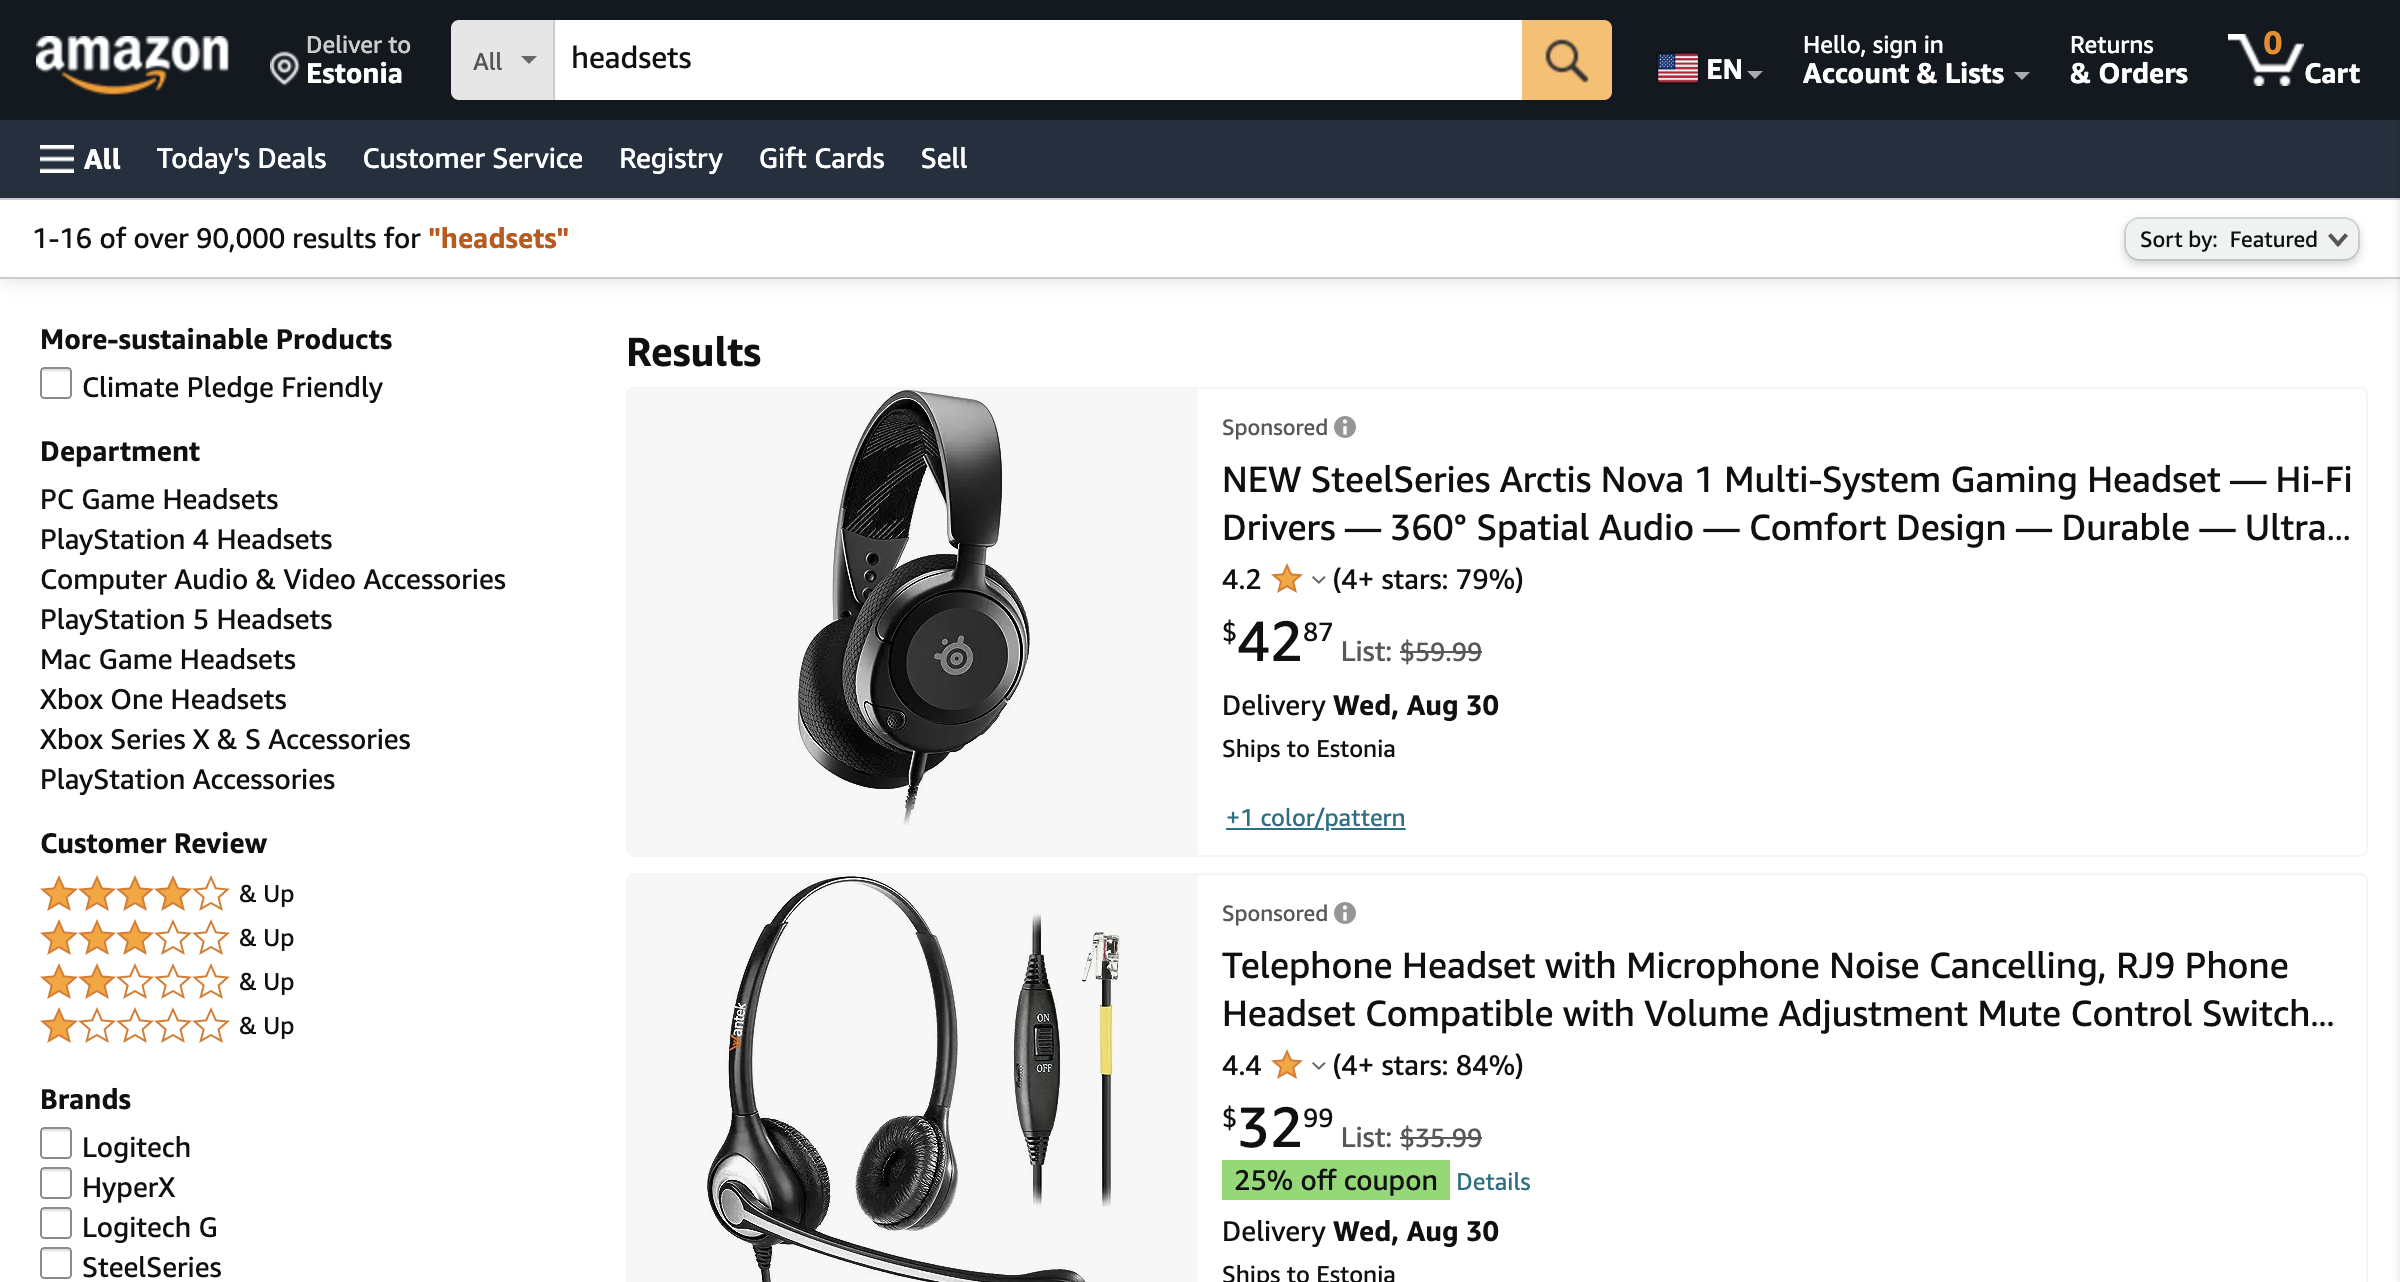 amazon
Deliver to
Estonia
All
headsets
EN
Hello, sign in
Account & Lists
Returns
& Orders
0
Cart
All
Today's Deals
Customer Service
Registry
Gift Cards
Sell
1-16 of over 90,000 results for "headsets"
Sort by: Featured
More-sustainable Products
Climate Pledge Friendly
Department
PC Game Headsets
PlayStation 4 Headsets
Computer Audio & Video Accessories
PlayStation 5 Headsets
Mac Game Headsets
Xbox One Headsets
Xbox Series X & S Accessories
PlayStation Accessories
Customer Review
& Up
& Up
& Up
& Up
Brands
Logitech
HyperX
Logitech G
SteelSeries
Results
Sponsored
NEW SteelSeries Arctis Nova 1 Multi-System Gaming Headset — Hi-Fi
Drivers — 360° Spatial Audio — Comfort Design — Durable — Ultra...
4.2 (4+ stars: 79%)
$42 87 List: $59.99
Delivery Wed, Aug 30
Ships to Estonia
+1 color/pattern
Wantek
ON
OFF
Sponsored
Telephone Headset with Microphone Noise Cancelling, RJ9 Phone
Headset Compatible with Volume Adjustment Mute Control Switch...
4.4 (4+ stars: 84%)
$32 99 List: $35.99
25% off coupon Details
Delivery Wed, Aug 30
Ships to Estonia